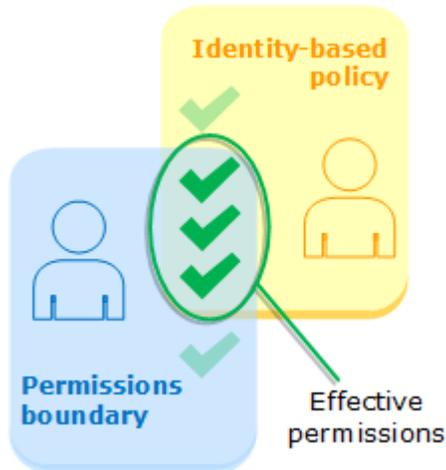 Identity-based
policy
Permissions
boundary
Effective
permissions